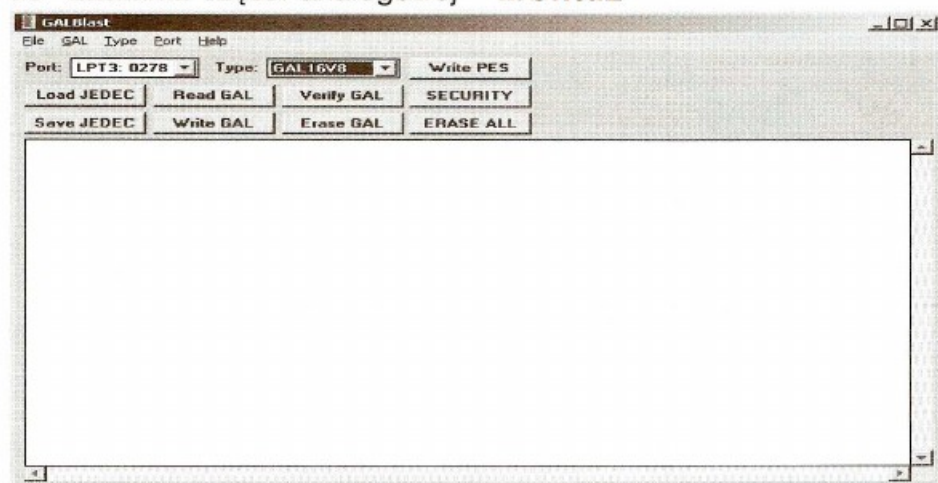 GALBlast
File GAL Type Port Help
Port: LPT3: 0278 Type: GAL16V8 Write PES
Load JEDEC Read GAL Verify GAL SECURITY
Save JEDEC Write GAL Erase GAL ERASE ALL